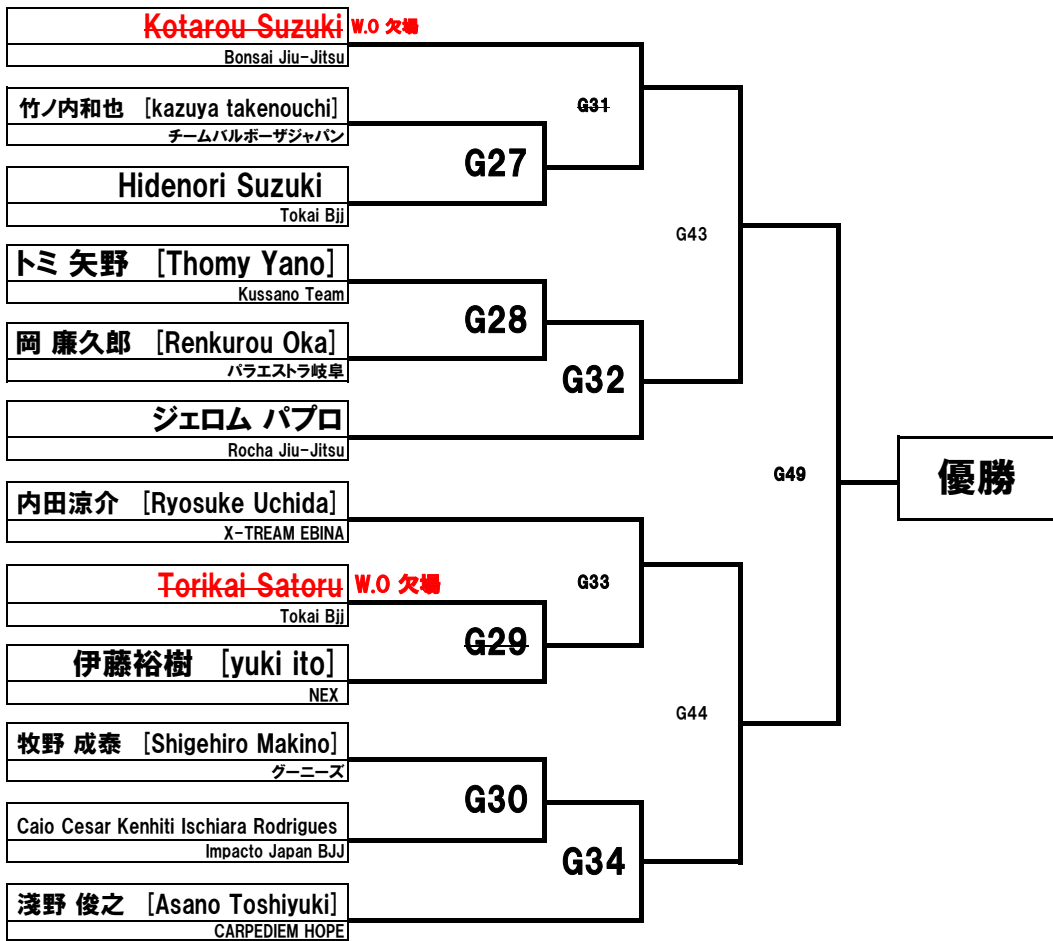 Kotarou Suzuki W.O 欠場
Bonsai Jiu-Jitsu
竹ノ内和也 [kazuya takenouchi]
チームバルボーザジャパン
Hidenori Suzuki
Tokai Bjj
トミ 矢野 [Thomy Yano]
Kussano Team
岡 廉久郎 [Renkurou Oka]
パラエストラ岐阜
ジェロム パプロ
Rocha Jiu-Jitsu
内田涼介 [Ryosuke Uchida]
X-TREAM EBINA
Torikai Satoru W.O 欠場
Tokai Bjj
伊藤裕樹 [yuki ito]
NEX
牧野 成泰 [Shigehiro Makino]
グーニーズ
Caio Cesar Kenhiti Ischiara Rodrigues
Impacto Japan BJJ
淺野 俊之 [Asano Toshiyuki]
CARPEDIEM HOPE
G27
G28
G29
G30
G31
G32
G33
G34
G43
G44
G49
優勝